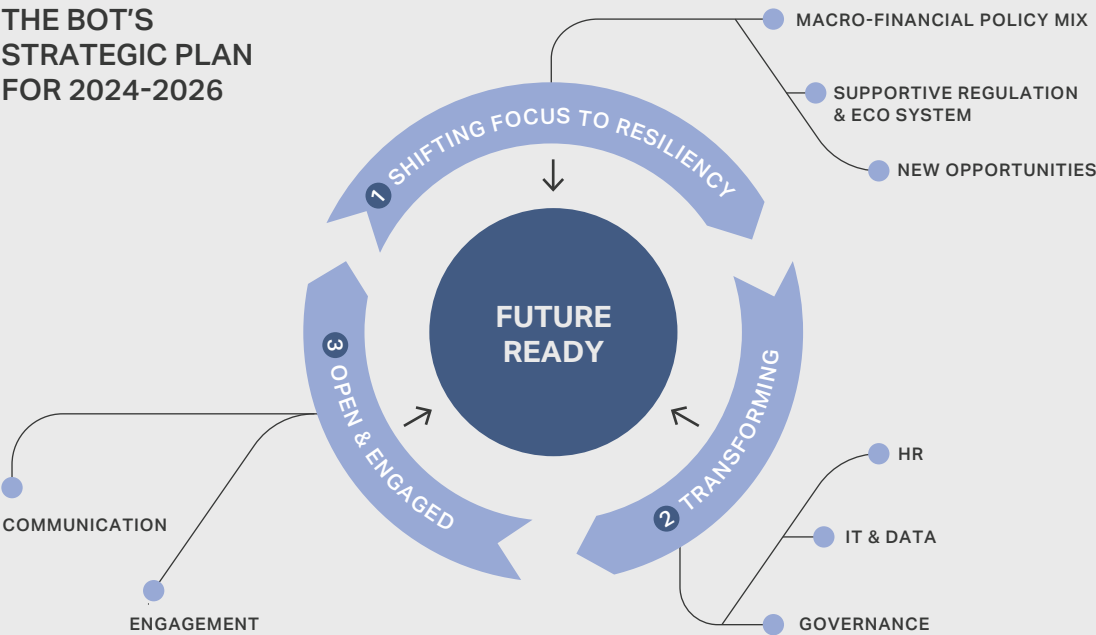 THE BOT'S
STRATEGIC PLAN
FOR 2024-2026
MACRO-FINANCIAL POLICY MIX
SUPPORTIVE REGULATION
& ECO SYSTEM
NEW OPPORTUNITIES
1 SHIFTING FOCUS TO RESILIENCY
FUTURE
READY
2 TRANSFORMING
HR
IT & DATA
GOVERNANCE
3 OPEN & ENGAGED
COMMUNICATION
ENGAGEMENT